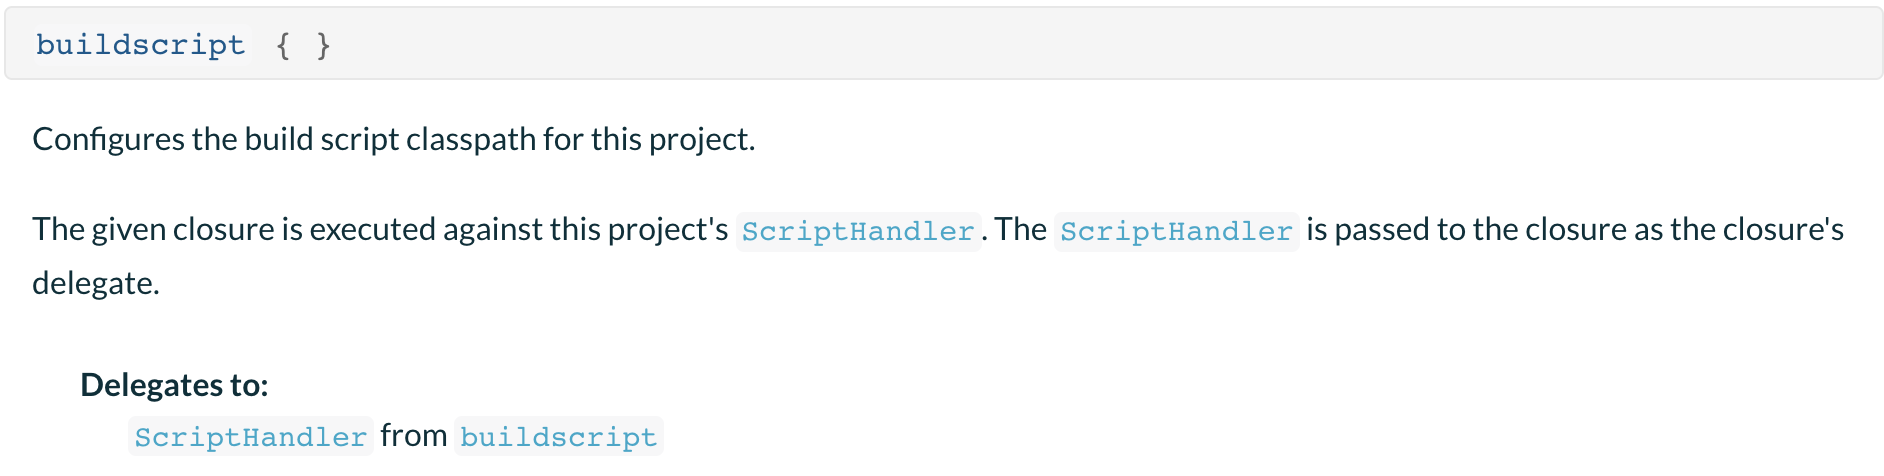 buildscript { }
Configures the build script classpath for this project.
The given closure is executed against this project's ScriptHandler. The ScriptHandler is passed to the closure as the closure's
delegate.
Delegates to:
ScriptHandler from buildscript